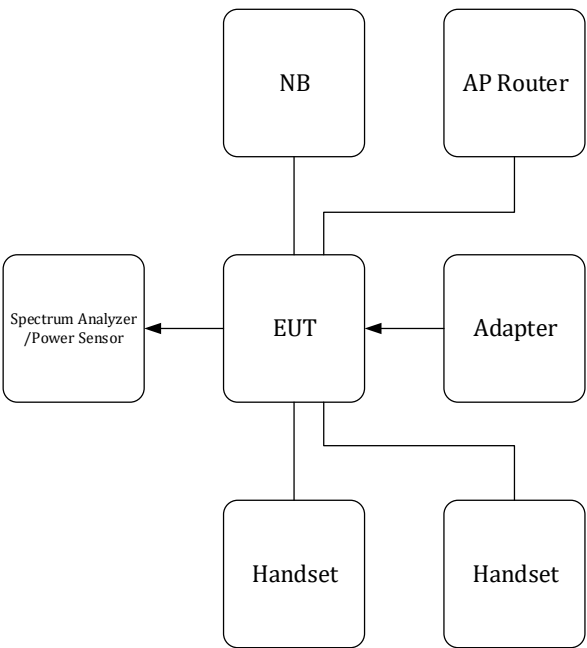 NB
AP Router
Spectrum Analyzer
/Power Sensor
EUT
Adapter
Handset
Handset